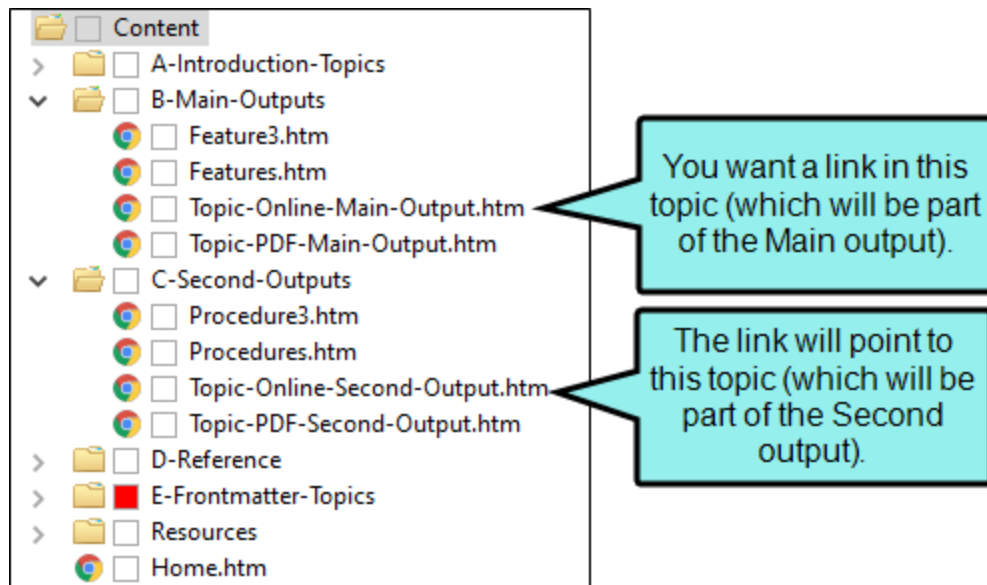 Content
A-Introduction-Topics
B-Main-Outputs
Feature3.htm
Features.htm
Topic-Online-Main-Output.htm
Topic-PDF-Main-Output.htm
C-Second-Outputs
Procedure3.htm
Procedures.htm
Topic-Online-Second-Output.htm
Topic-PDF-Second-Output.htm
D-Reference
E-Frontmatter-Topics
Resources
Home.htm
You want a link in this
topic (which will be part
of the Main output).
The link will point to
this topic (which will be
part of the Second
output).